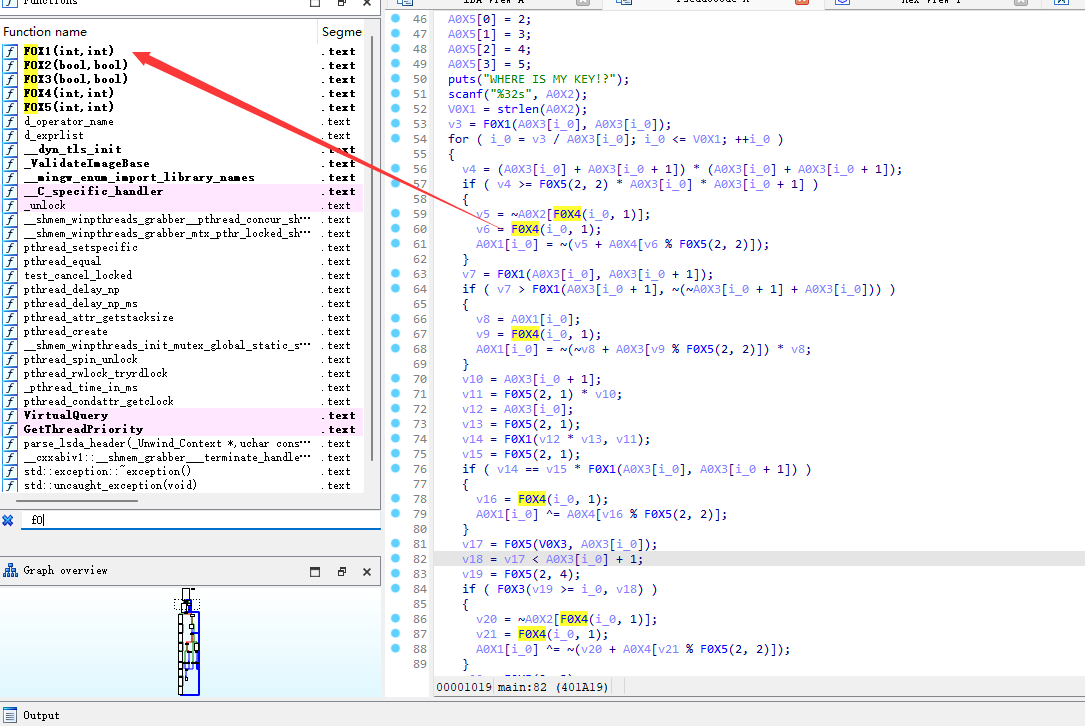 Functions
Function name
Segme
f F0X1(int,int) .text
f F0X2(bool,bool) .text
f F0X3(bool,bool) .text
f F0X4(int,int) .text
f F0X5(int,int) .text
f d_operator_name .text
f d_exprlist .text
f __dyn_tls_init .text
f _ValidateImageBase .text
f __mingw_enum_import_library_names .text
f __C_specific_handler .text
f _unlock .text
f __shmem_winpthreads_grabber__pthread_concur_sh… .text
f __shmem_winpthreads_grabber_mtx_pthr_locked_sh… .text
f pthread_setspecific .text
f pthread_equal .text
f test_cancel_locked .text
f pthread_delay_np .text
f pthread_delay_np_ms .text
f pthread_attr_getstacksize .text
f pthread_create .text
f __shmem_winpthreads_init_mutex_global_static_s… .text
f pthread_spin_unlock .text
f pthread_rwlock_tryrdlock .text
f _pthread_time_in_ms .text
f pthread_condattr_getclock .text
f VirtualQuery .text
f GetThreadPriority .text
f parse_lsda_header(_Unwind_Context *,uchar cons… .text
f __cxxabiv1::__shmem_grabber___terminate_handle… .text
f std::exception::~exception() .text
f std::uncaught_exception(void) .text
f0
Graph overview
IDA View-A
Pseudocode-A
Hex View-1
46 A0X5[0] = 2;
47 A0X5[1] = 3;
48 A0X5[2] = 4;
49 A0X5[3] = 5;
50 puts("WHERE IS MY KEY!?");
51 scanf("%32s", A0X2);
52 V0X1 = strlen(A0X2);
53 v3 = F0X1(A0X3[i_0], A0X3[i_0]);
54 for ( i_0 = v3 / A0X3[i_0]; i_0 <= V0X1; ++i_0 )
55 {
56 v4 = (A0X3[i_0] + A0X3[i_0 + 1]) * (A0X3[i_0] + A0X3[i_0 + 1]);
57 if ( v4 >= F0X5(2, 2) * A0X3[i_0] * A0X3[i_0 + 1] )
58 {
59 v5 = ~A0X2[F0X4(i_0, 1)];
60 v6 = F0X4(i_0, 1);
61 A0X1[i_0] = ~(v5 + A0X4[v6 % F0X5(2, 2)]);
62 }
63 v7 = F0X1(A0X3[i_0], A0X3[i_0 + 1]);
64 if ( v7 > F0X1(A0X3[i_0 + 1], ~(~A0X3[i_0 + 1] + A0X3[i_0])) )
65 {
66 v8 = A0X1[i_0];
67 v9 = F0X4(i_0, 1);
68 A0X1[i_0] = ~(~v8 + A0X3[v9 % F0X5(2, 2)]) * v8;
69 }
70 v10 = A0X3[i_0 + 1];
71 v11 = F0X5(2, 1) * v10;
72 v12 = A0X3[i_0];
73 v13 = F0X5(2, 1);
74 v14 = F0X1(v12 * v13, v11);
75 v15 = F0X5(2, 1);
76 if ( v14 == v15 * F0X1(A0X3[i_0], A0X3[i_0 + 1]) )
77 {
78 v16 = F0X4(i_0, 1);
79 A0X1[i_0] ^= A0X4[v16 % F0X5(2, 2)];
80 }
81 v17 = F0X5(V0X3, A0X3[i_0]);
82 v18 = v17 < A0X3[i_0] + 1;
83 v19 = F0X5(2, 4);
84 if ( F0X3(v19 >= i_0, v18) )
85 {
86 v20 = ~A0X2[F0X4(i_0, 1)];
87 v21 = F0X4(i_0, 1);
88 A0X1[i_0] ^= ~(v20 + A0X4[v21 % F0X5(2, 2)]);
89 }
00001019 main:82 (401A19)
Output